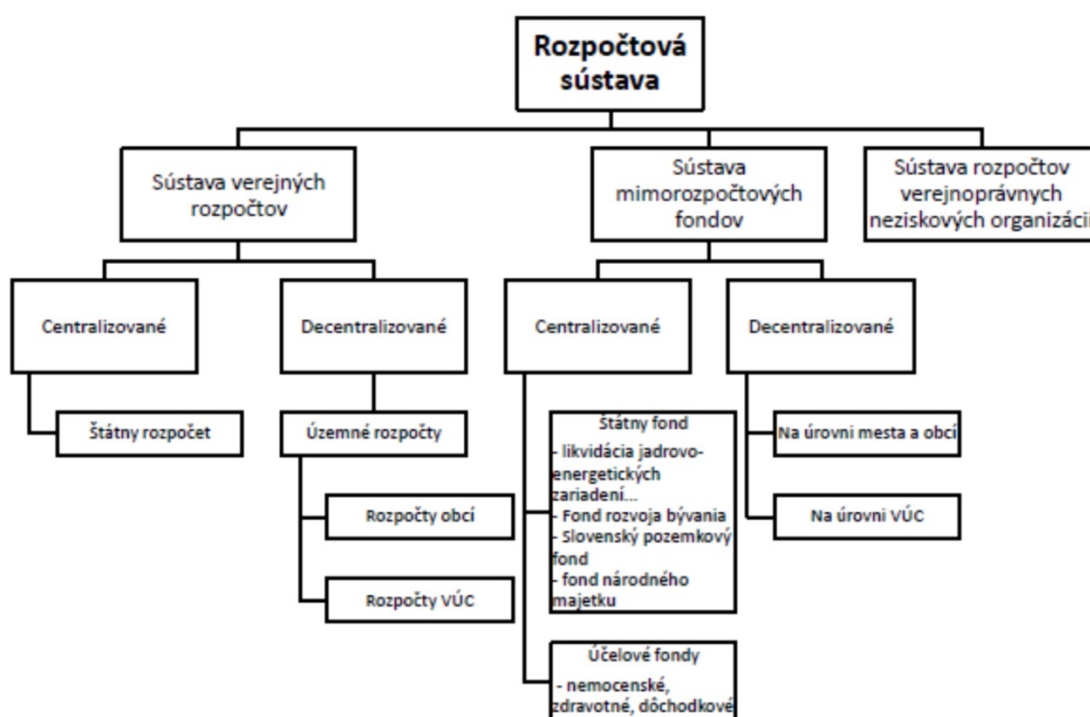 Rozpočtová
sústava
Sústava verejných
rozpočtov
Sústava
mimorozpočtových
fondov
Sústava rozpočtov
verejnoprávnych
neziskových organizácií
Centralizované
Decentralizované
Centralizované
Decentralizované
Štátny rozpočet
Územné rozpočty
Rozpočty obcí
Rozpočty VÚC
Štátny fond
- likvidácia jadrovo-
energetických
zariadení...
- Fond rozvoja bývania
- Slovenský pozemkový
fond
- fond národného
majetku
Účelové fondy
- nemocenské,
zdravotné, dôchodkové
Na úrovni mesta a obcí
Na úrovni VÚC